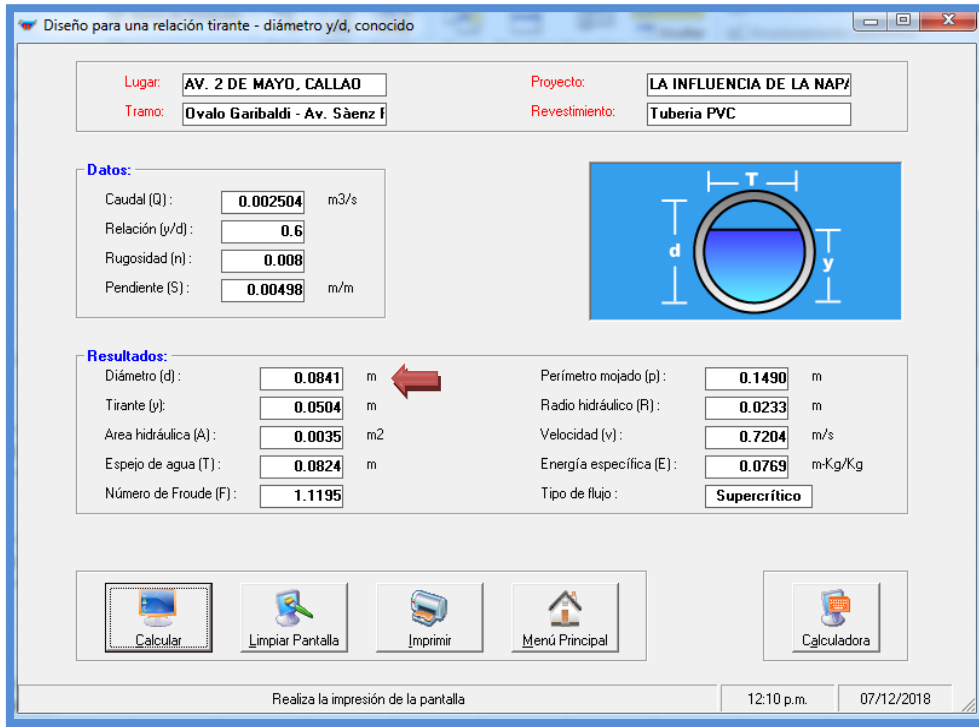 Diseño para una relación tirante - diámetro y/d, conocido
Lugar: AV. 2 DE MAYO, CALLAO Proyecto: LA INFLUENCIA DE LA NAPA
Tramo: Ovalo Garibaldi - Av. Sàenz Revestimiento: Tuberia PVC
Datos:
Caudal (Q) : 0.002504 m3/s
Relación (y/d) : 0.6
Rugosidad (n) : 0.008
Pendiente (S) : 0.00498 m/m
T
d
y
Resultados:
Diámetro (d) : 0.0841 m Perímetro mojado (p) : 0.1490 m
Tirante (y): 0.0504 m Radio hidráulico (R) : 0.0233 m
Area hidráulica (A) : 0.0035 m2 Velocidad (v) : 0.7204 m/s
Espejo de agua (T) : 0.0824 m Energía específica (E) : 0.0769 m-Kg/Kg
Número de Froude (F) : 1.1195 Tipo de flujo : Supercrítico
Calcular Limpiar Pantalla Imprimir Menú Principal Calculadora
Realiza la impresión de la pantalla 12:10 p.m. 07/12/2018